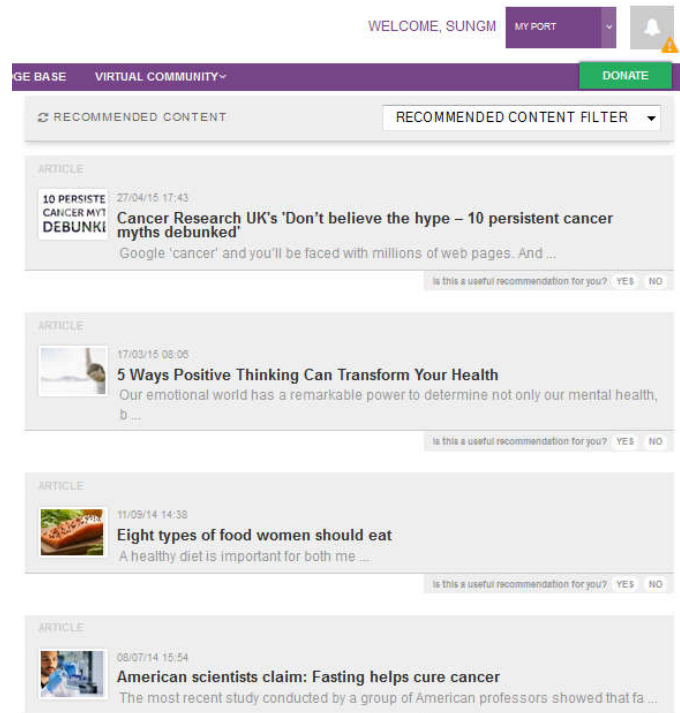 WELCOME, SUNGM
MY PORT
GE BASE
VIRTUAL COMMUNITY
DONATE
RECOMMENDED CONTENT
RECOMMENDED CONTENT FILTER
ARTICLE
10 PERSISTE
CANCER MYT
DEBUNKI
27/04/15 17:43
Cancer Research UK's 'Don't believe the hype – 10 persistent cancer
myths debunked'
Google 'cancer' and you'll be faced with millions of web pages. And ...
Is this a useful recommendation for you? YES NO
ARTICLE
17/03/15 08:06
5 Ways Positive Thinking Can Transform Your Health
Our emotional world has a remarkable power to determine not only our mental health,
b ...
Is this a useful recommendation for you? YES NO
ARTICLE
11/09/14 14:38
Eight types of food women should eat
A healthy diet is important for both me ...
Is this a useful recommendation for you? YES NO
ARTICLE
08/07/14 15:54
American scientists claim: Fasting helps cure cancer
The most recent study conducted by a group of American professors showed that fa ...